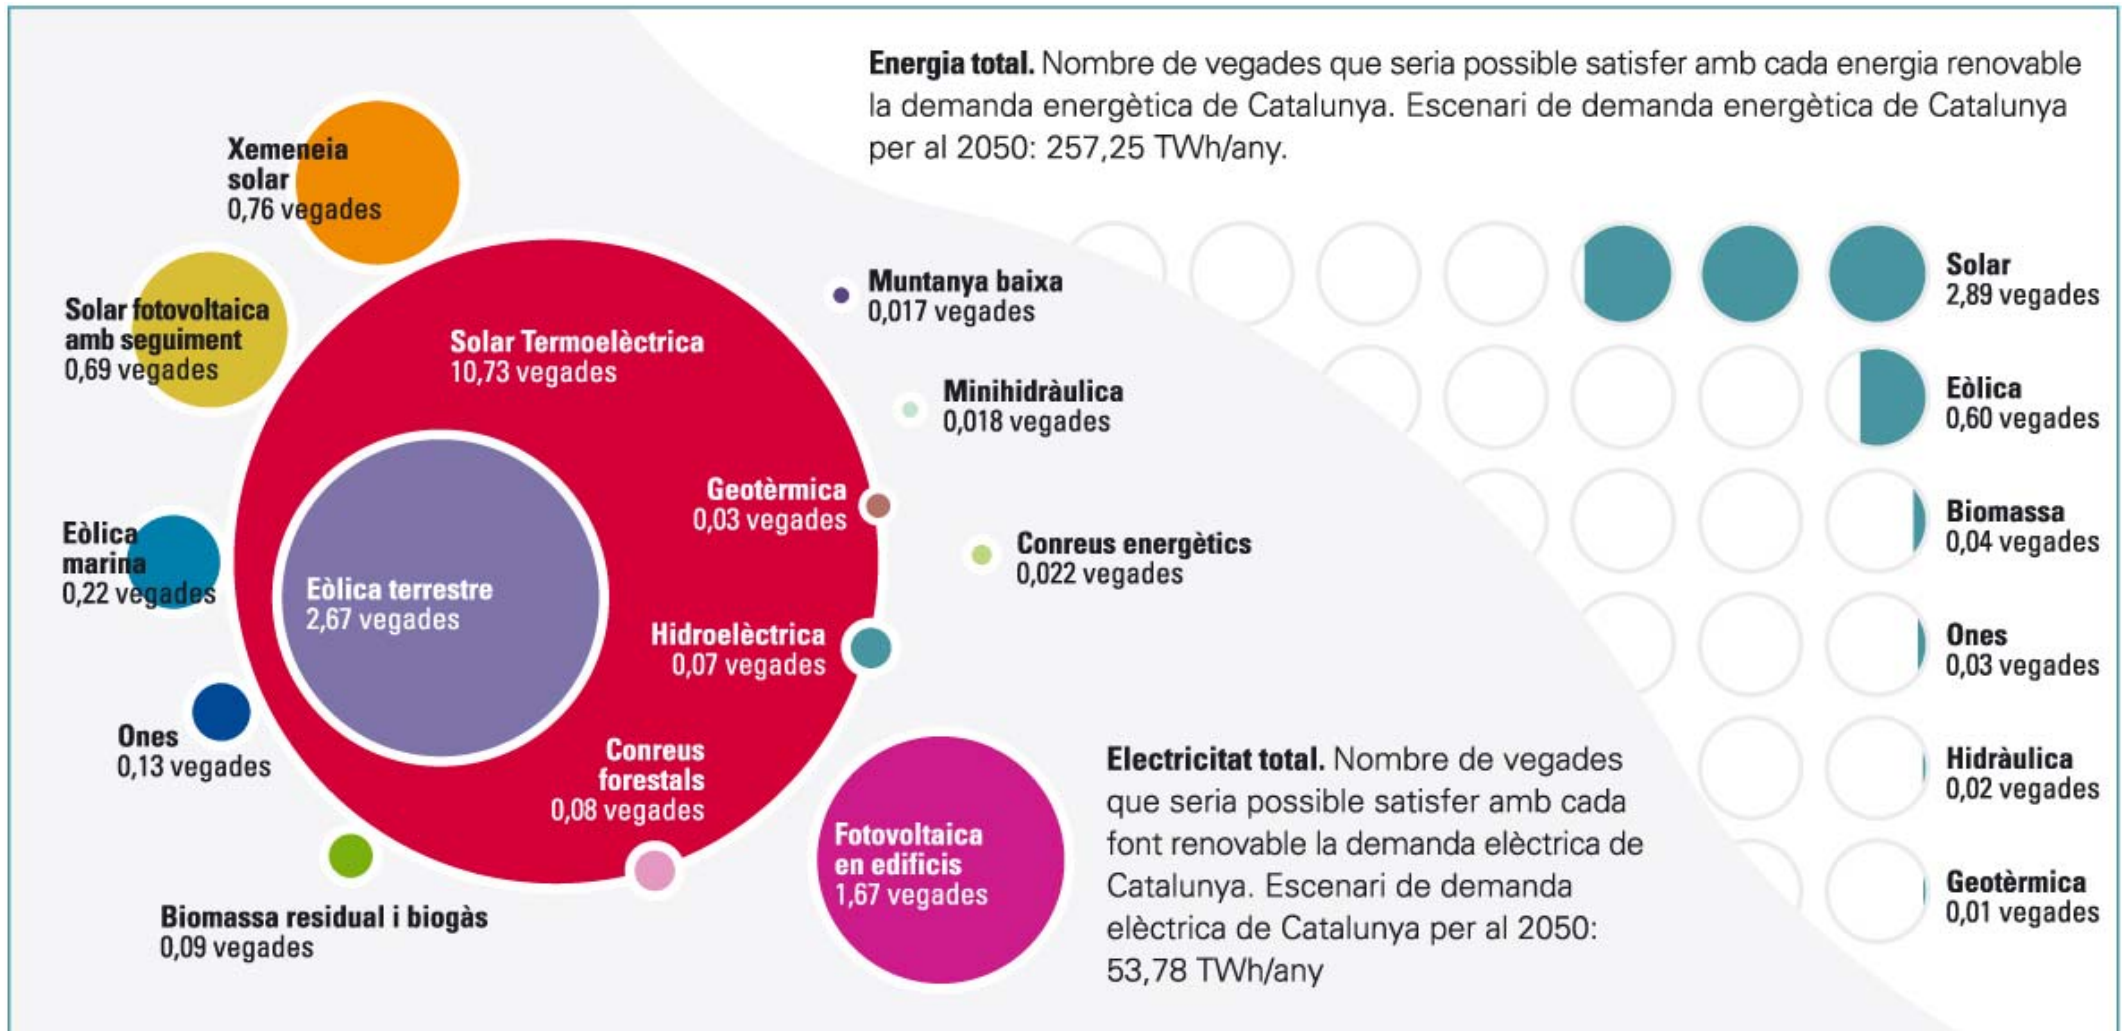 Energia total. Nombre de vegades que seria possible satisfer amb cada energia renovable
la demanda energètica de Catalunya. Escenari de demanda energètica de Catalunya
per al 2050: 257,25 TWh/any.
Xemeneia
solar
0,76 vegades
Solar fotovoltaica
amb seguiment
0,69 vegades
Solar Termoelèctrica
10,73 vegades
Muntanya baixa
0,017 vegades
Minihidràulica
0,018 vegades
Geotèrmica
0,03 vegades
Conreus energètics
0,022 vegades
Eòlica
marina
0,22 vegades
Eòlica terrestre
2,67 vegades
Hidroelèctrica
0,07 vegades
Ones
0,13 vegades
Conreus
forestals
0,08 vegades
Biomassa residual i biogàs
0,09 vegades
Fotovoltaica
en edificis
1,67 vegades
Electricitat total. Nombre de vegades
que seria possible satisfer amb cada
font renovable la demanda elèctrica de
Catalunya. Escenari de demanda
elèctrica de Catalunya per al 2050:
53,78 TWh/any
Solar
2,89 vegades
Eòlica
0,60 vegades
Biomassa
0,04 vegades
Ones
0,03 vegades
Hidràulica
0,02 vegades
Geotèrmica
0,01 vegades